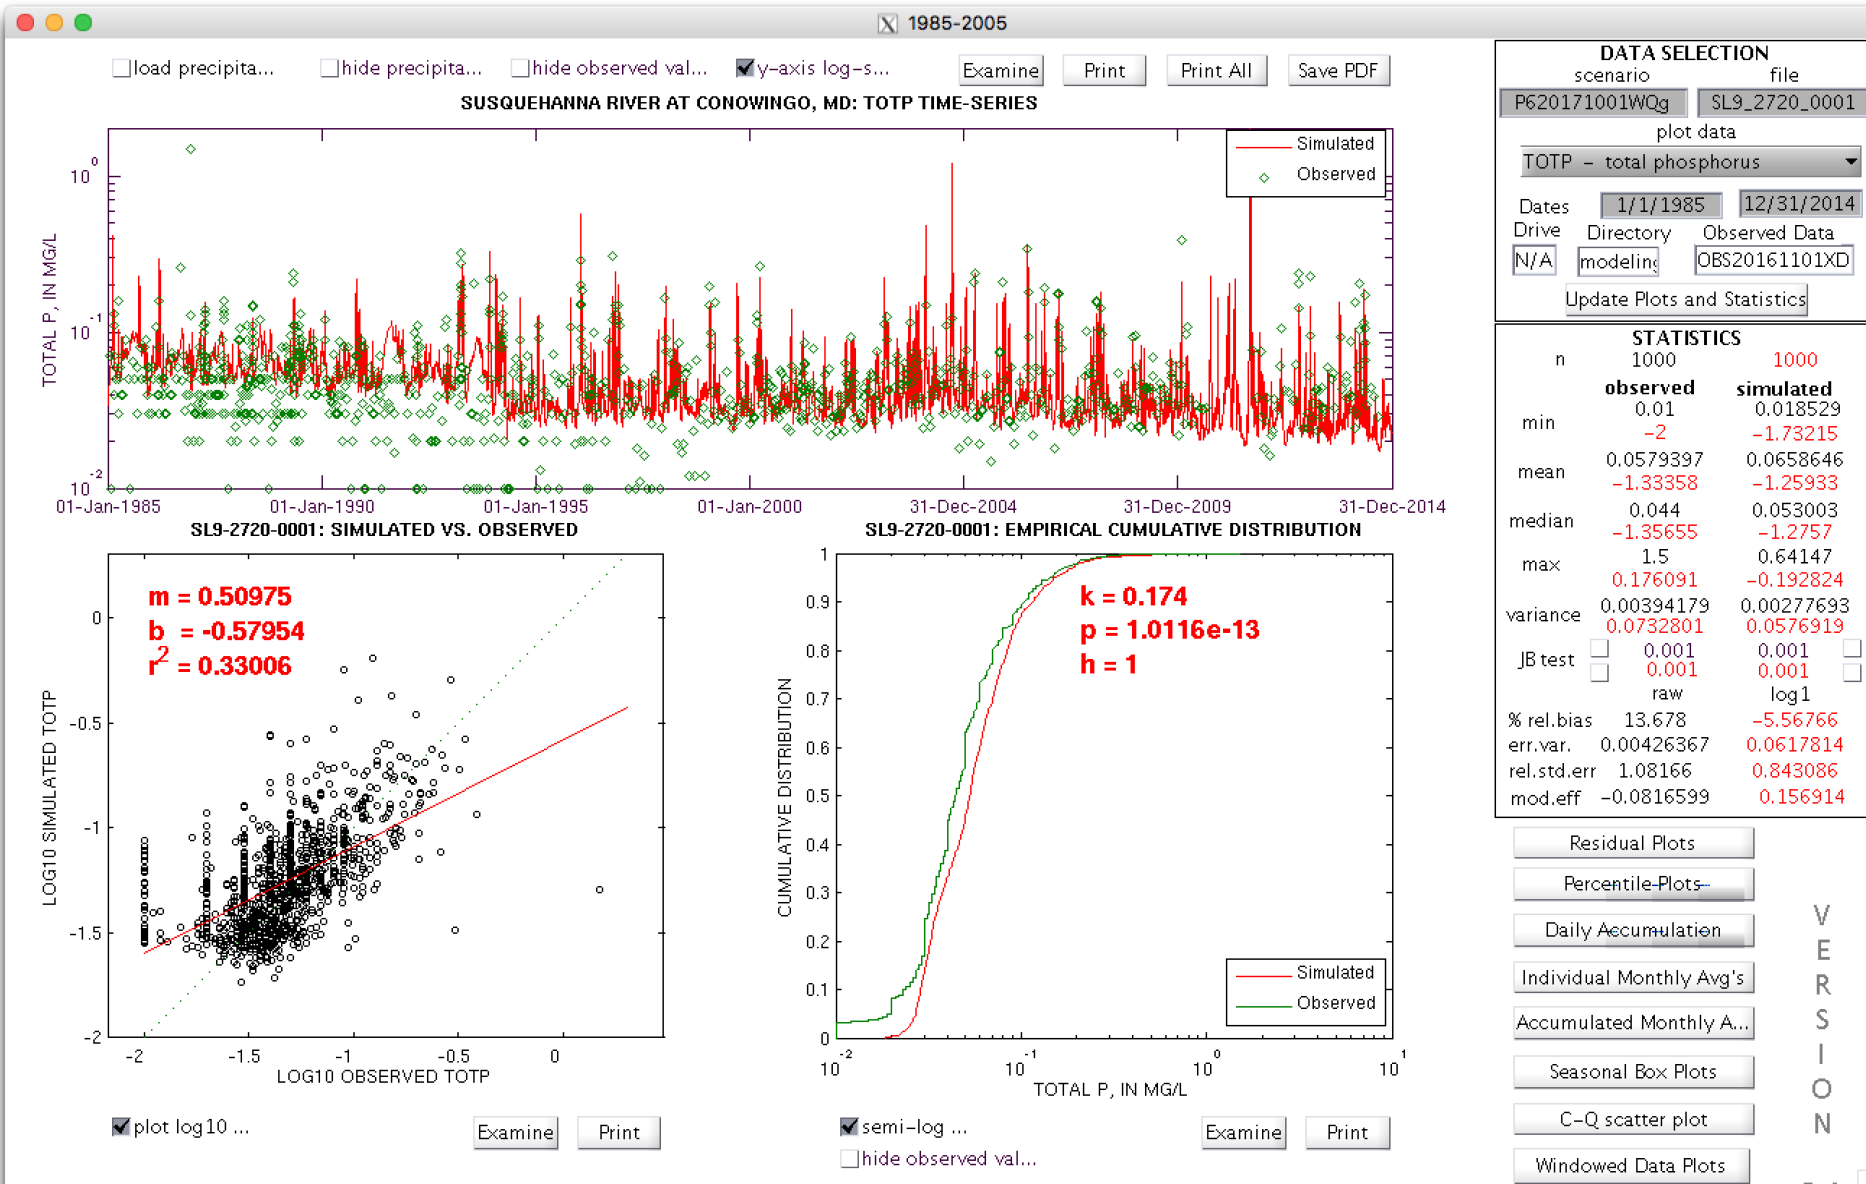 1985-2005
load precipita...
hide precipita...
hide observed val...
y-axis log-s...
Examine
Print
Print All
Save PDF
SUSQUEHANNA RIVER AT CONOWINGO, MD: TOTP TIME-SERIES
TOTAL P, IN MG/L
10^0
10^-1
10^-2
Simulated
Observed
01-Jan-1985
01-Jan-1990
01-Jan-1995
01-Jan-2000
31-Dec-2004
31-Dec-2009
31-Dec-2014
SL9-2720-0001: SIMULATED VS. OBSERVED
m = 0.50975
b = -0.57954
r^2 = 0.33006
LOG10 SIMULATED TOTP
0
-0.5
-1
-1.5
-2
-2
-1.5
-1
-0.5
0
LOG10 OBSERVED TOTP
plot log10 ...
Examine
Print
SL9-2720-0001: EMPIRICAL CUMULATIVE DISTRIBUTION
k = 0.174
p = 1.0116e-13
h = 1
CUMULATIVE DISTRIBUTION
1
0.9
0.8
0.7
0.6
0.5
0.4
0.3
0.2
0.1
0
Simulated
Observed
10^-2
10^-1
10^0
10^1
TOTAL P, IN MG/L
semi-log ...
hide observed val...
Examine
Print
DATA SELECTION
scenario file
P620171001WQg SL9_2720_0001
plot data
TOTP - total phosphorus
Dates 1/1/1985 12/31/2014
Drive Directory Observed Data
N/A modeling OBS20161101XD
Update Plots and Statistics
STATISTICS
n 1000 1000
observed simulated
min 0.01 0.018529
-2 -1.73215
mean 0.0579397 0.0658646
-1.33358 -1.25933
median 0.044 0.053003
-1.35655 -1.2757
max 1.5 0.64147
0.176091 -0.192824
variance 0.00394179 0.00277693
0.0732801 0.0576919
JB test 0.001 0.001
0.001 0.001
raw log1
% rel.bias 13.678 -5.56766
err.var. 0.00426367 0.0617814
rel.std.err 1.08166 0.843086
mod.eff -0.0816599 0.156914
Residual Plots
Percentile Plots
Daily Accumulation
Individual Monthly Avg's
Accumulated Monthly A...
Seasonal Box Plots
C-Q scatter plot
Windowed Data Plots
VERSION